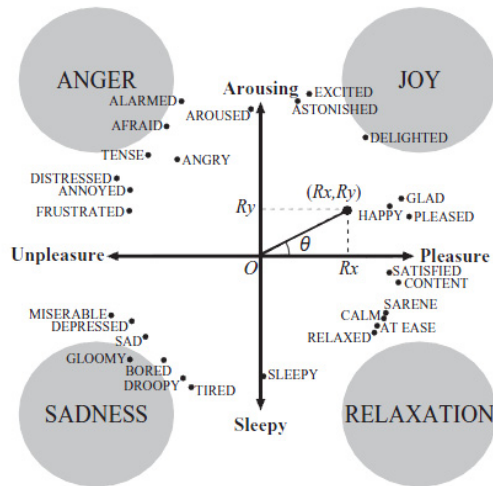 ANGER
JOY
Arousing
EXCITED
ALARMED
ASTONISHED
AROUSED
AFRAID
DELIGHTED
TENSE
ANGRY
DISTRESSED
ANNOYED
(Rx,Ry)
GLAD
FRUSTRATED
Ry
HAPPY
PLEASED
θ
Unpleasure
O
Rx
Pleasure
SATISFIED
CONTENT
MISERABLE
SARENE
DEPRESSED
CALM
AT EASE
SAD
RELAXED
GLOOMY
BORED
SLEEPY
DROOPY
TIRED
SADNESS
RELAXATION
Sleepy